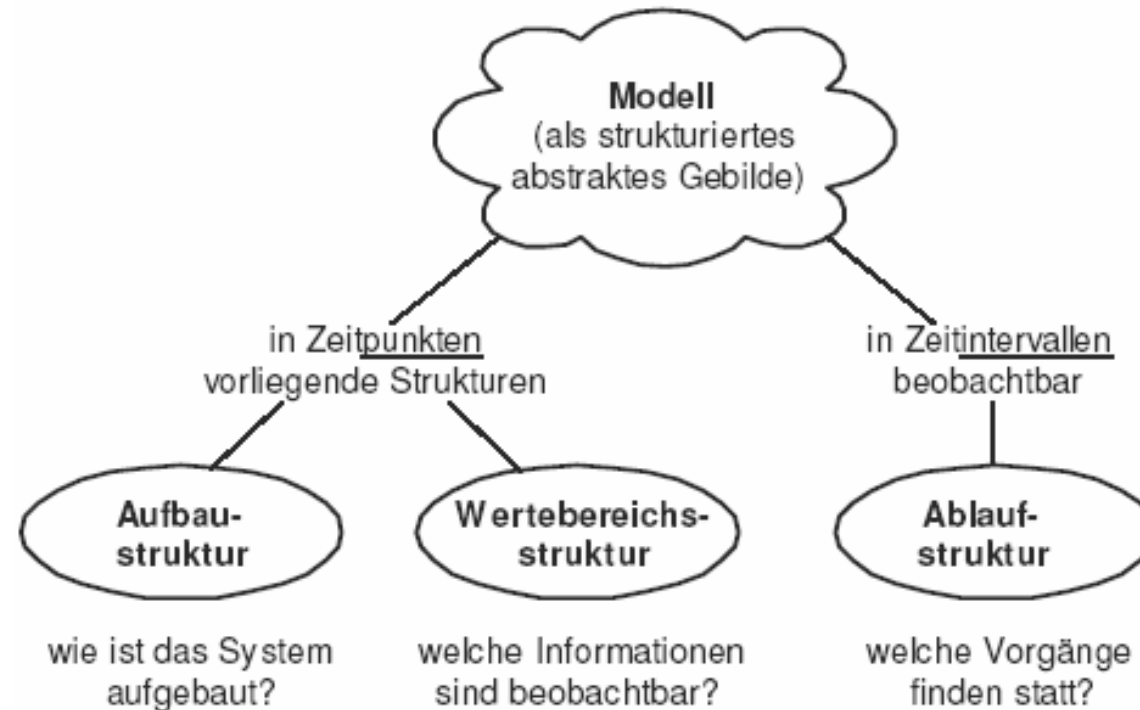 Modell
(als strukturiertes
abstraktes Gebilde)
in Zeitpunkten
vorliegende Strukturen
in Zeitintervallen
beobachtbar
Aufbau-
struktur
Wertebereichs-
struktur
Ablauf-
struktur
wie ist das System
aufgebaut?
welche Informationen
sind beobachtbar?
welche Vorgänge
finden statt?